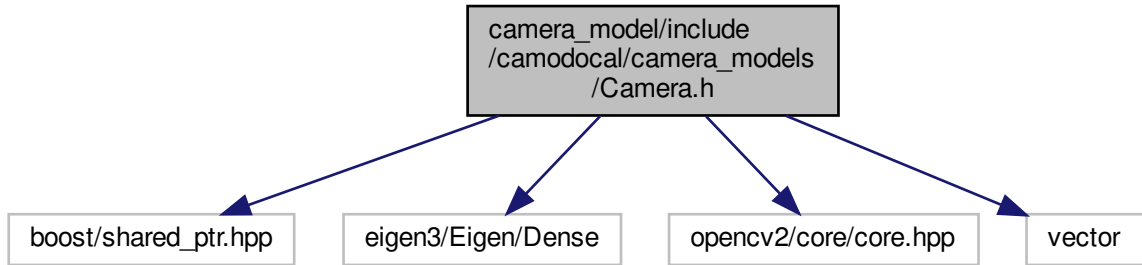 camera_model/include
/camodocal/camera_models
/Camera.h
boost/shared_ptr.hpp
eigen3/Eigen/Dense
opencv2/core/core.hpp
vector